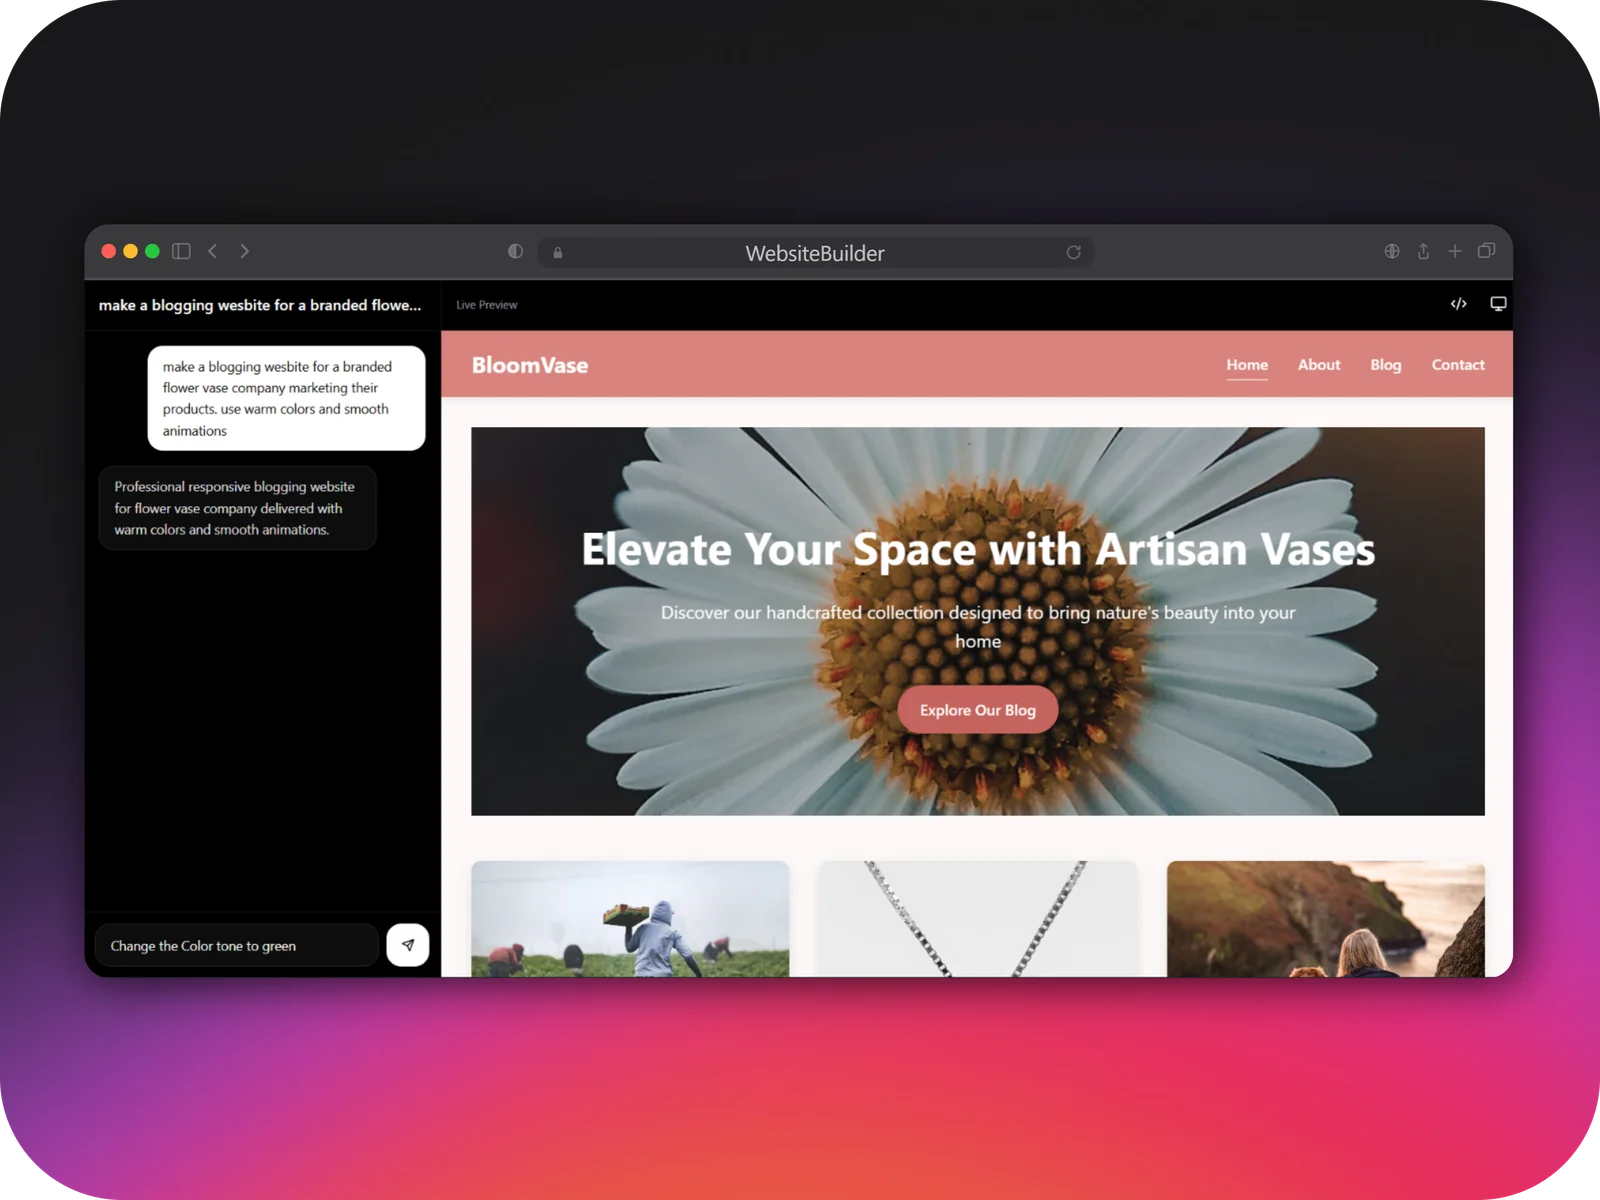 WebsiteBuilder
make a blogging wesbite for a branded flowe...
make a blogging wesbite for a branded
flower vase company marketing their
products. use warm colors and smooth
animations
Professional responsive blogging website
for flower vase company delivered with
warm colors and smooth animations.
Change the Color tone to green
Live Preview
</>
BloomVase
Home About Blog Contact
Elevate Your Space with Artisan Vases
Discover our handcrafted collection designed to bring nature's beauty into your
home
Explore Our Blog